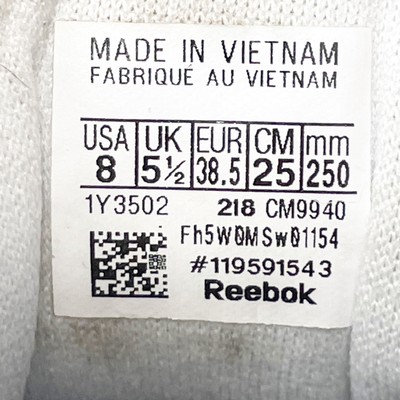 MADE IN VIETNAM
FABRIQUÉ AU VIETNAM
USA UK EUR CM mm
8 5½ 38.5 25 250
1Y3502 218 CM9940
Fh5W0MSw01154
#119591543
Reebok